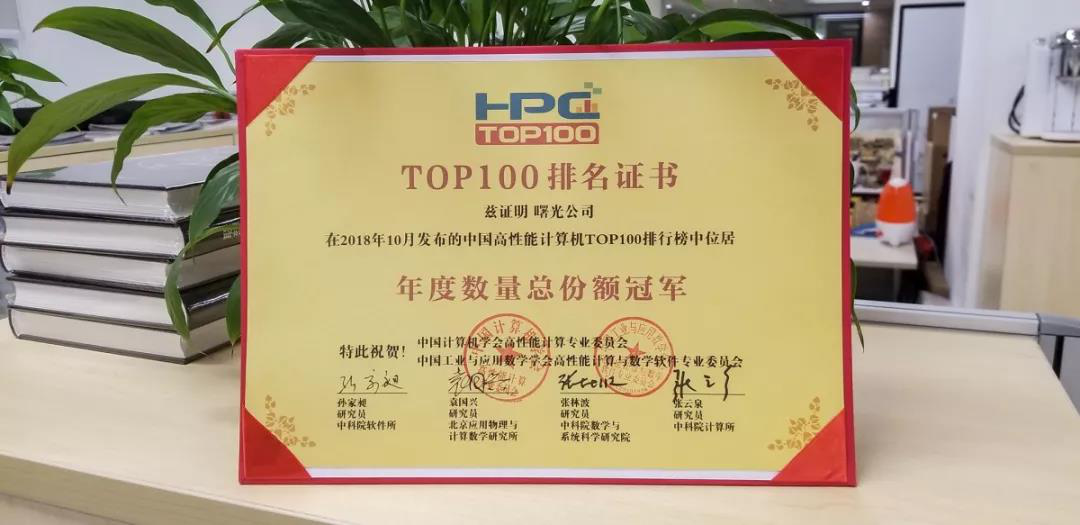 HPC
TOP100
TOP100排名证书
兹证明 曙光公司
在2018年10月发布的中国高性能计算机TOP100排行榜中位居
年度数量总份额冠军
特此祝贺！
中国计算机学会高性能计算专业委员会
中国工业与应用数学学会高性能计算与数学软件专业委员会
孙家昶
研究员
中科院软件所
袁国兴
研究员
北京应用物理与
计算数学研究所
张林波
研究员
中科院数学与
系统科学研究院
张云泉
研究员
中科院计算所